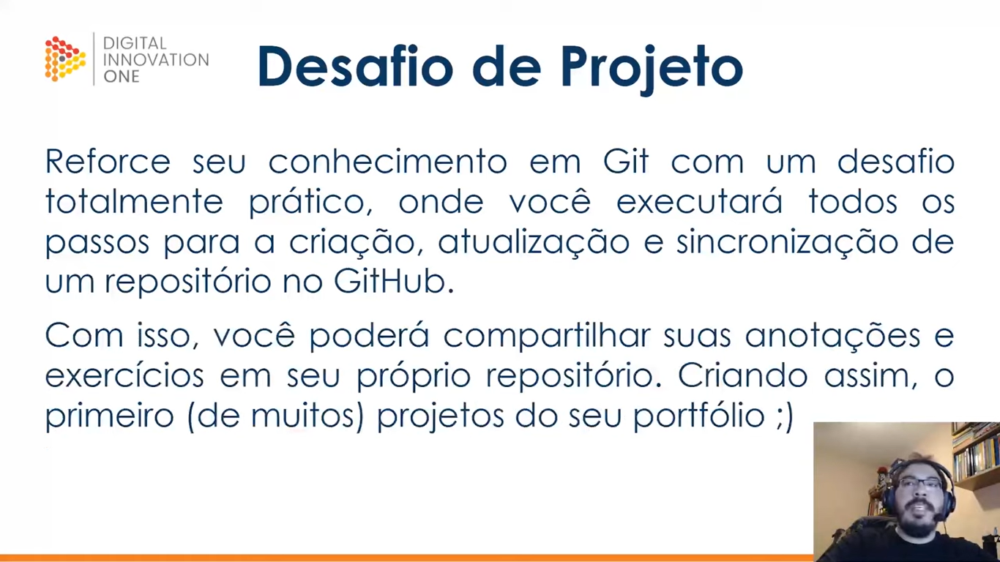 DIGITAL
INNOVATION
ONE
Desafio de Projeto
Reforce seu conhecimento em Git com um desafio
totalmente prático, onde você executará todos os
passos para a criação, atualização e sincronização de
um repositório no GitHub.
Com isso, você poderá compartilhar suas anotações e
exercícios em seu próprio repositório. Criando assim, o
primeiro (de muitos) projetos do seu portfólio ;)